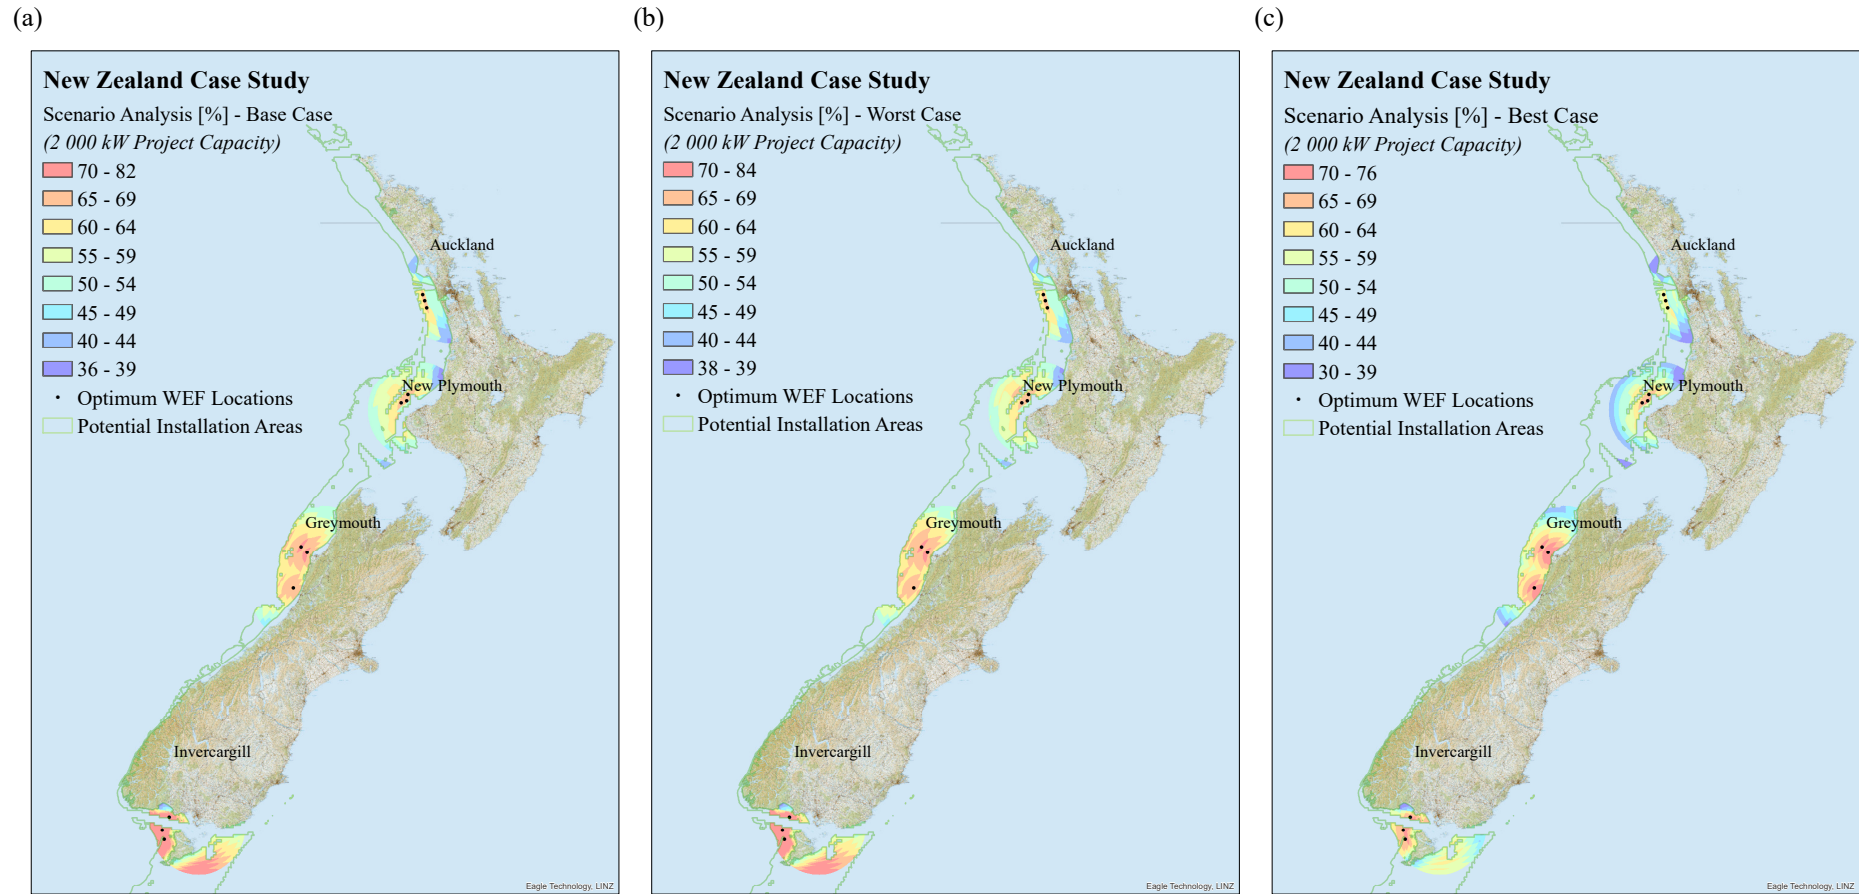 (a)
New Zealand Case Study
Scenario Analysis [%] - Base Case
(2 000 kW Project Capacity)
70 - 82
65 - 69
60 - 64
55 - 59
50 - 54
45 - 49
40 - 44
36 - 39
Optimum WEF Locations
Potential Installation Areas
Auckland
New Plymouth
Greymouth
Invercargill
Eagle Technology, LINZ
(b)
New Zealand Case Study
Scenario Analysis [%] - Worst Case
(2 000 kW Project Capacity)
70 - 84
65 - 69
60 - 64
55 - 59
50 - 54
45 - 49
40 - 44
38 - 39
Optimum WEF Locations
Potential Installation Areas
Auckland
New Plymouth
Greymouth
Invercargill
Eagle Technology, LINZ
(c)
New Zealand Case Study
Scenario Analysis [%] - Best Case
(2 000 kW Project Capacity)
70 - 76
65 - 69
60 - 64
55 - 59
50 - 54
45 - 49
40 - 44
30 - 39
Optimum WEF Locations
Potential Installation Areas
Auckland
New Plymouth
Greymouth
Invercargill
Eagle Technology, LINZ